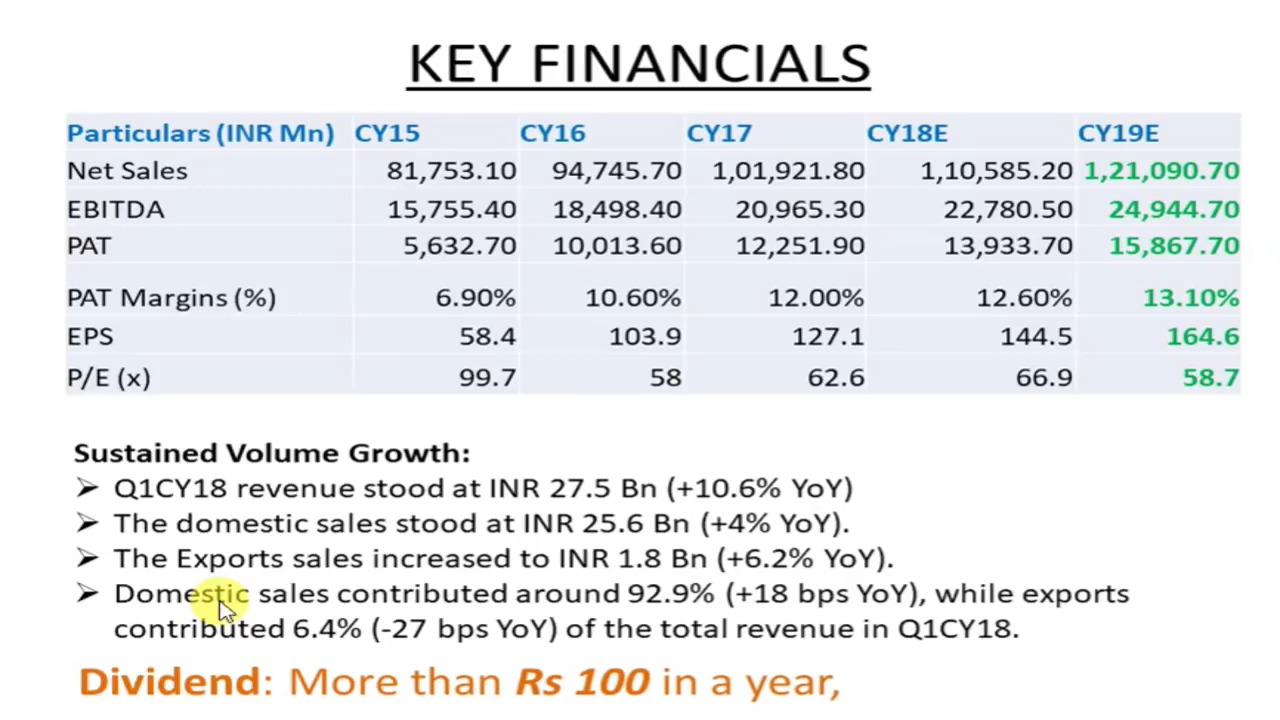 KEY FINANCIALS
Particulars (INR Mn) CY15 CY16 CY17 CY18E CY19E
Net Sales 81,753.10 94,745.70 1,01,921.80 1,10,585.20 1,21,090.70
EBITDA 15,755.40 18,498.40 20,965.30 22,780.50 24,944.70
PAT 5,632.70 10,013.60 12,251.90 13,933.70 15,867.70
PAT Margins (%) 6.90% 10.60% 12.00% 12.60% 13.10%
EPS 58.4 103.9 127.1 144.5 164.6
P/E (x) 99.7 58 62.6 66.9 58.7
Sustained Volume Growth:
➢ Q1CY18 revenue stood at INR 27.5 Bn (+10.6% YoY)
➢ The domestic sales stood at INR 25.6 Bn (+4% YoY).
➢ The Exports sales increased to INR 1.8 Bn (+6.2% YoY).
➢ Domestic sales contributed around 92.9% (+18 bps YoY), while exports
contributed 6.4% (-27 bps YoY) of the total revenue in Q1CY18.
Dividend: More than Rs 100 in a year,